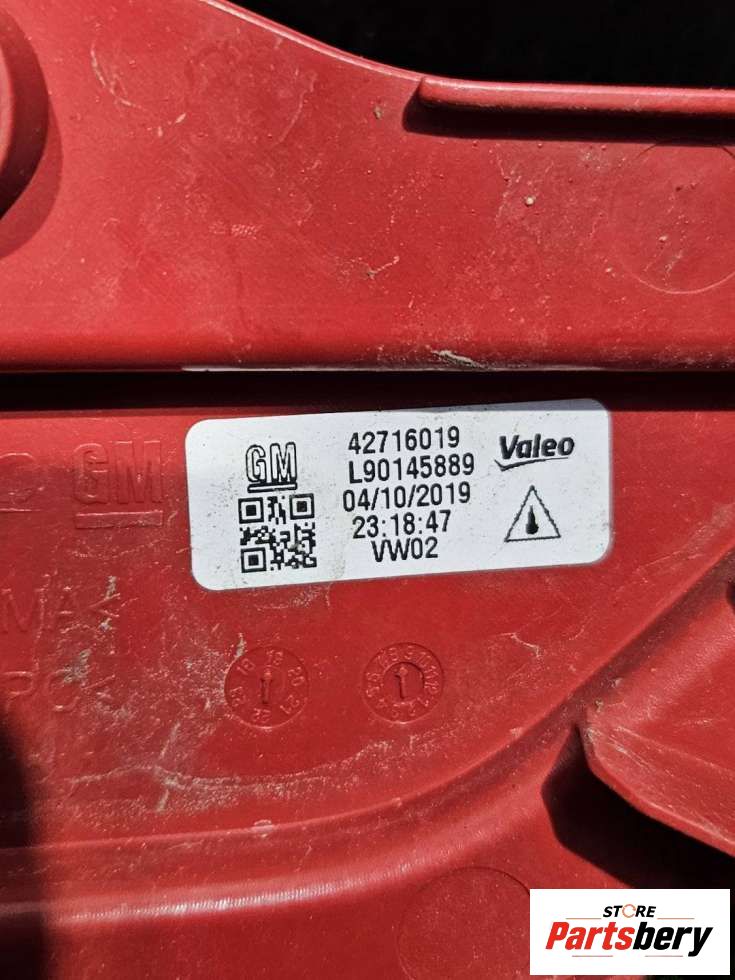 GM
42716019
L90145889
04/10/2019
23:18:47
VW02
Valeo
GM
STORE
Partsbery